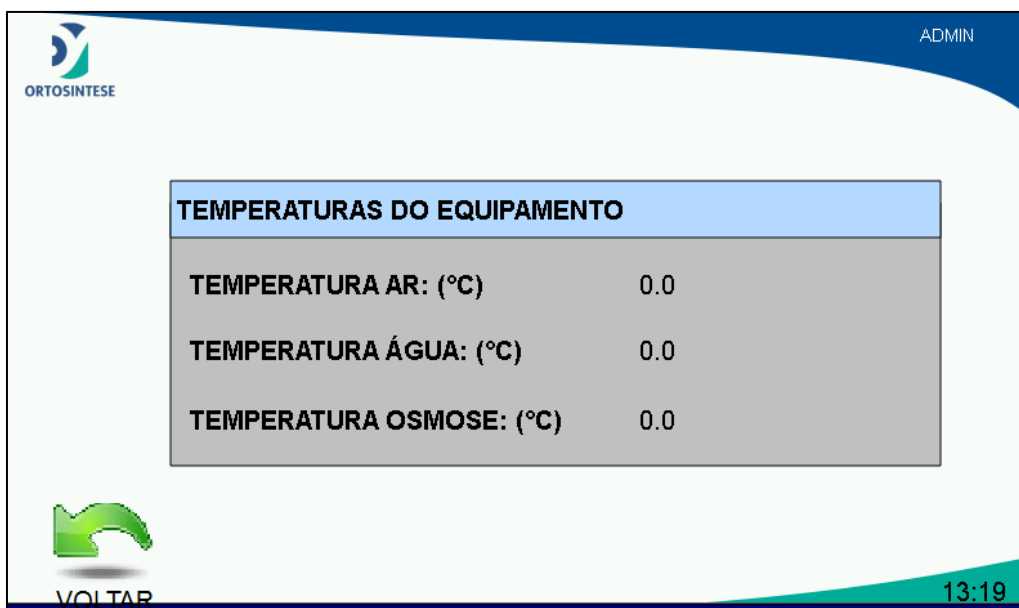 ADMIN
ORTOSINTESE
TEMPERATURAS DO EQUIPAMENTO
TEMPERATURA AR: (°C) 0.0
TEMPERATURA ÁGUA: (°C) 0.0
TEMPERATURA OSMOSE: (°C) 0.0
VOLTAR
13:19